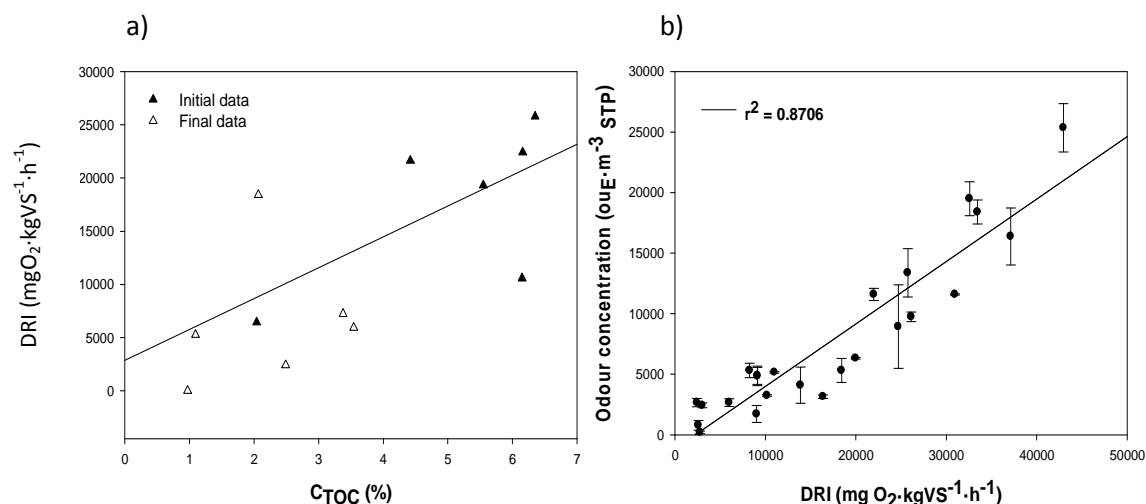 a)
30000
25000
20000
15000
10000
5000
0
DRI (mgO₂·kgVS⁻¹·h⁻¹)
Initial data
Final data
0 1 2 3 4 5 6 7
C_TOC (%)
b)
30000
25000
20000
15000
10000
5000
0
Odour concentration (ou_E·m⁻³ STP)
r² = 0.8706
0 10000 20000 30000 40000 50000
DRI (mg O₂·kgVS⁻¹·h⁻¹)